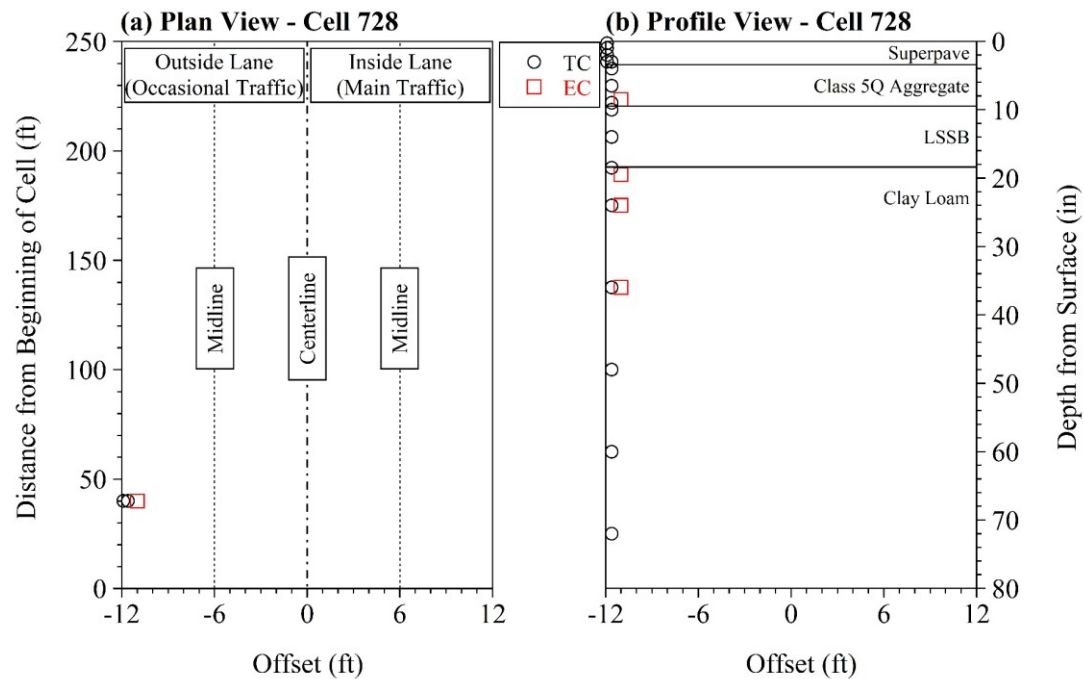 (a) Plan View - Cell 728
Distance from Beginning of Cell (ft)
250
200
150
100
50
0
Outside Lane
(Occasional Traffic)
Inside Lane
(Main Traffic)
Midline
Centerline
Midline
-12
-6
0
6
12
Offset (ft)
TC
EC
(b) Profile View - Cell 728
Superpave
Class 5Q Aggregate
LSSB
Clay Loam
0
10
20
30
40
50
60
70
80
Depth from Surface (in)
-12
-6
0
6
12
Offset (ft)